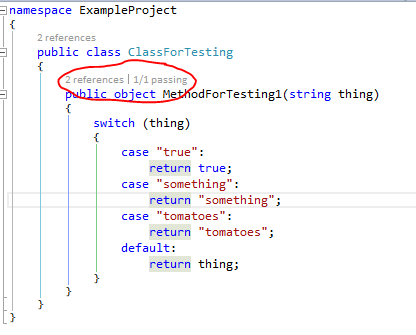 namespace ExampleProject
{
2 references
public class ClassForTesting
{
2 references | 1/1 passing
public object MethodForTesting1(string thing)
{
switch (thing)
{
case "true":
return true;
case "something":
return "something";
case "tomatoes":
return "tomatoes";
default:
return thing;
}
}
}
}